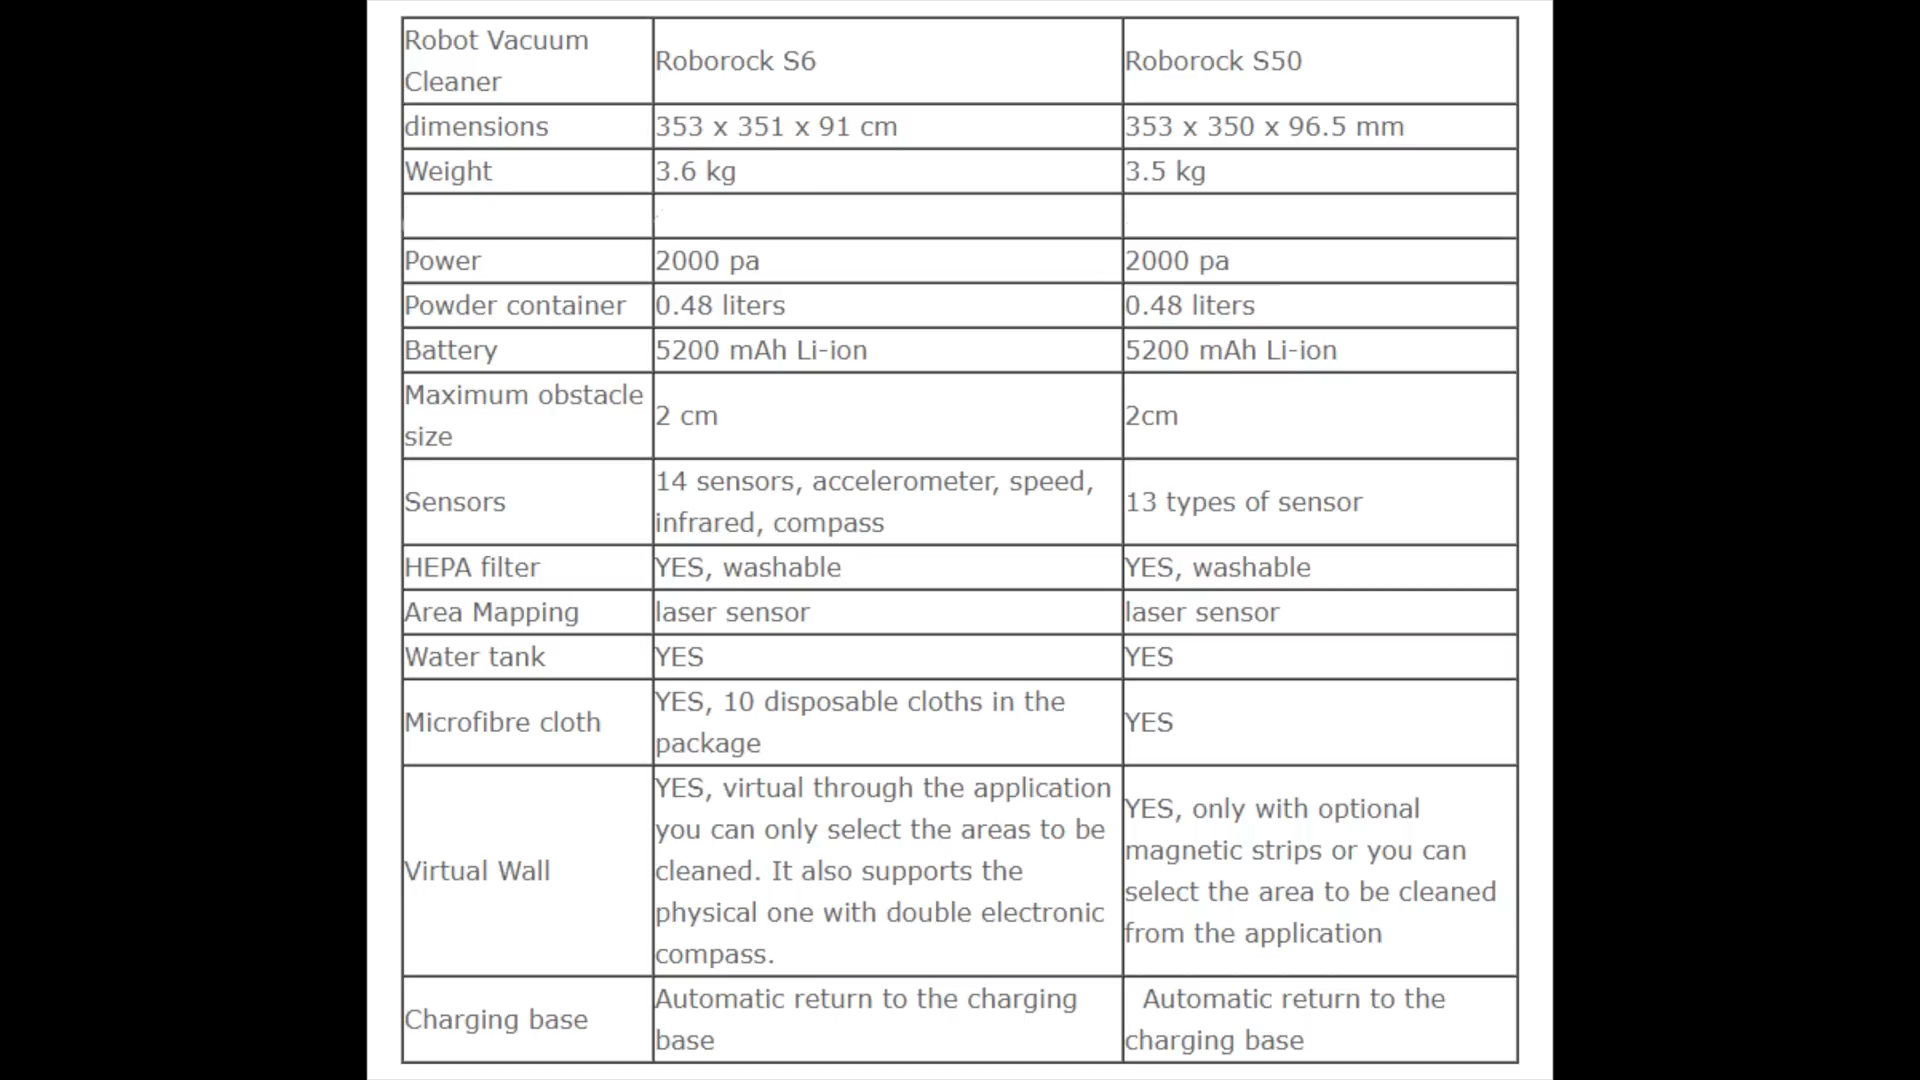 Robot Vacuum
Cleaner
Roborock S6
Roborock S50
dimensions
353 x 351 x 91 cm
353 x 350 x 96.5 mm
Weight
3.6 kg
3.5 kg
Power
2000 pa
2000 pa
Powder container
0.48 liters
0.48 liters
Battery
5200 mAh Li-ion
5200 mAh Li-ion
Maximum obstacle
size
2 cm
2cm
Sensors
14 sensors, accelerometer, speed,
infrared, compass
13 types of sensor
HEPA filter
YES, washable
YES, washable
Area Mapping
laser sensor
laser sensor
Water tank
YES
YES
Microfibre cloth
YES, 10 disposable cloths in the
package
YES
Virtual Wall
YES, virtual through the application
you can only select the areas to be
cleaned. It also supports the
physical one with double electronic
compass.
YES, only with optional
magnetic strips or you can
select the area to be cleaned
from the application
Charging base
Automatic return to the charging
base
Automatic return to the
charging base